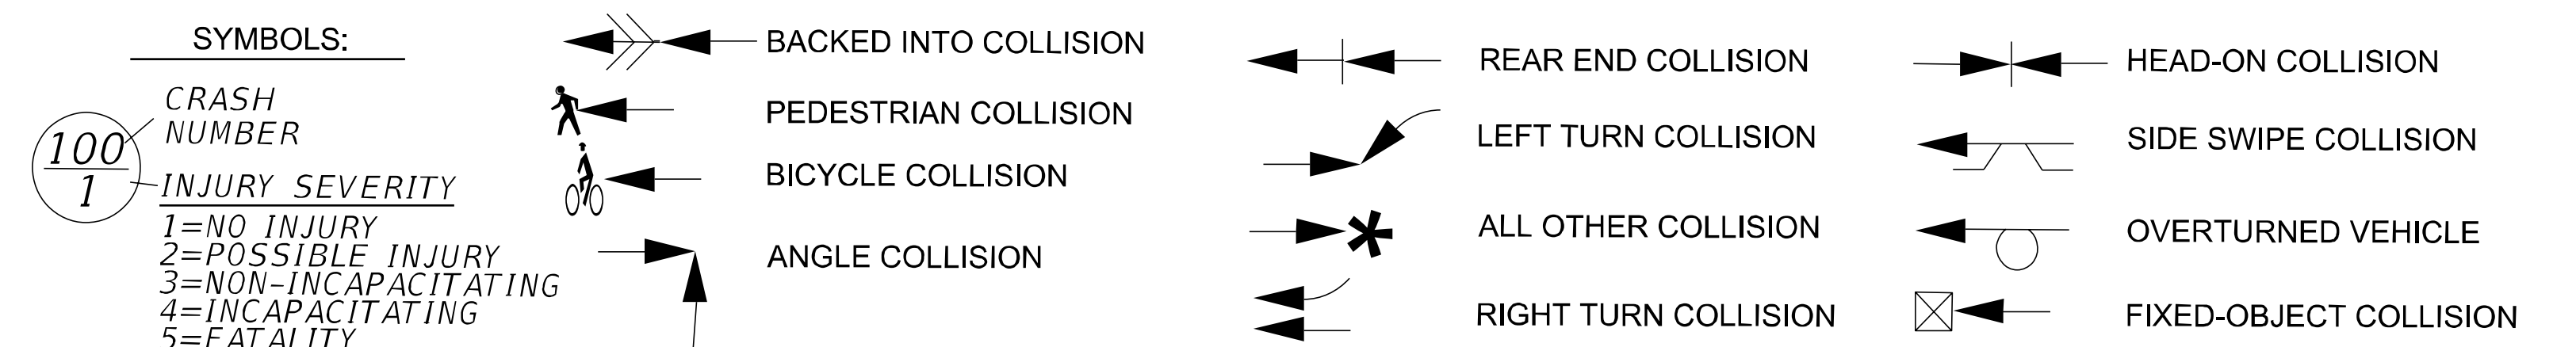 SYMBOLS:
CRASH
NUMBER
100
1
INJURY SEVERITY
1=NO INJURY
2=POSSIBLE INJURY
3=NON-INCAPACITATING
4=INCAPACITATING
5=FATALITY
BACKED INTO COLLISION
PEDESTRIAN COLLISION
BICYCLE COLLISION
ANGLE COLLISION
REAR END COLLISION
LEFT TURN COLLISION
ALL OTHER COLLISION
RIGHT TURN COLLISION
HEAD-ON COLLISION
SIDE SWIPE COLLISION
OVERTURNED VEHICLE
FIXED-OBJECT COLLISION